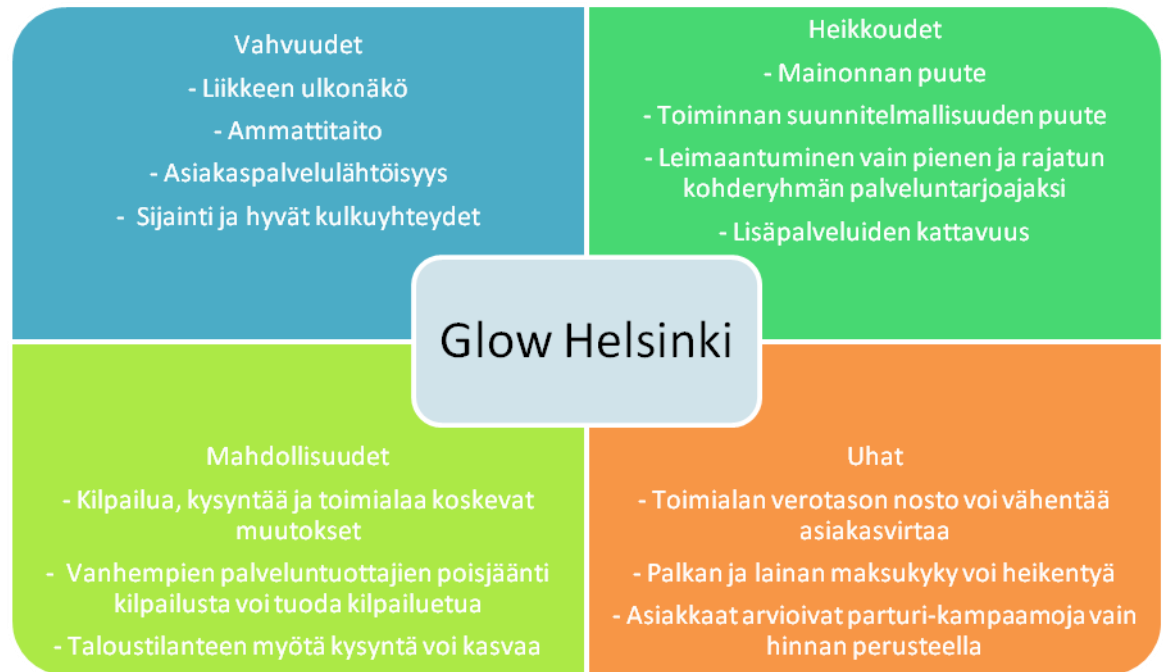 Vahvuudet
- Liikkeen ulkonäkö
- Ammattitaito
- Asiakaspalvelulähtöisyys
- Sijainti ja hyvät kulkuyhteydet
Heikkoudet
- Mainonnan puute
- Toiminnan suunnitelmallisuuden puute
- Leimaantuminen vain pienen ja rajatun
kohderyhmän palveluntarjoajaksi
- Lisäpalveluiden kattavuus
Glow Helsinki
Mahdollisuudet
- Kilpailua, kysyntää ja toimialaa koskevat
muutokset
- Vanhempien palveluntuottajien poisjäänti
kilpailusta voi tuoda kilpailuetua
- Taloustilanteen myötä kysyntä voi kasvaa
Uhat
- Toimialan verotason nosto voi vähentää
asiakasvirtaa
- Palkan ja lainan maksukyky voi heikentyä
- Asiakkaat arvioivat parturi-kampaamoja vain
hinnan perusteella